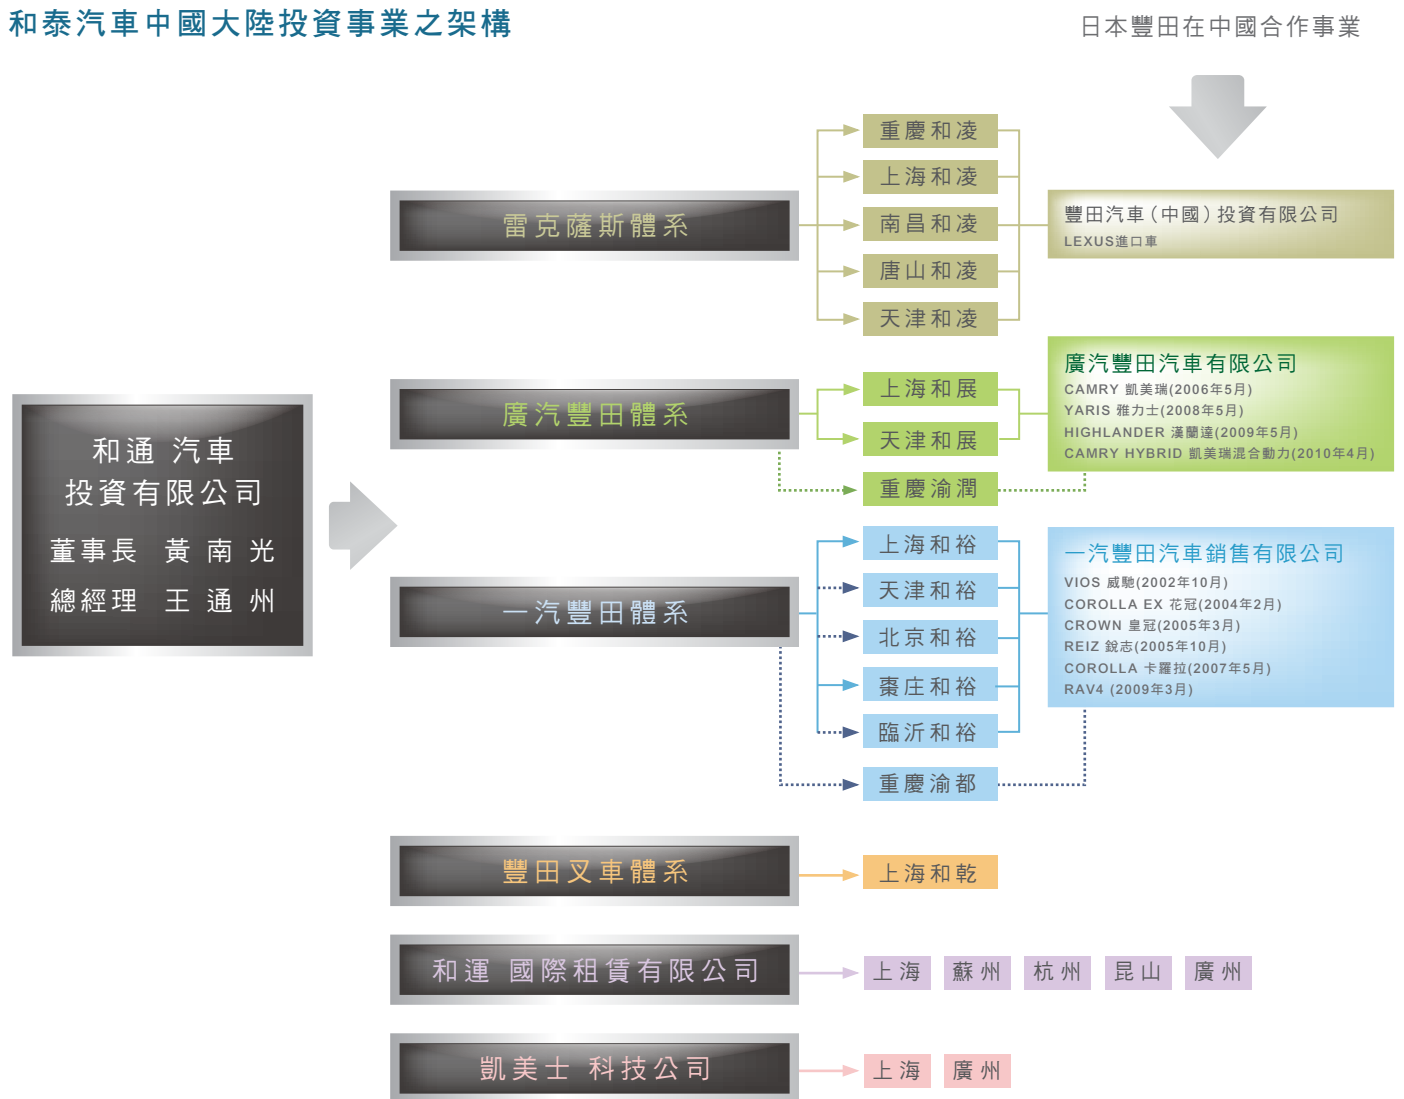 和泰汽車中國大陸投資事業之架構
日本豐田在中國合作事業
和通 汽車
投資有限公司
董事長 黃南光
總經理 王通州
雷克薩斯體系
重慶和凌
上海和凌
南昌和凌
唐山和凌
天津和凌
豐田汽車(中國)投資有限公司
LEXUS進口車
廣汽豐田體系
上海和展
天津和展
重慶渝潤
廣汽豐田汽車有限公司
CAMRY 凱美瑞(2006年5月)
YARIS 雅力士(2008年5月)
HIGHLANDER 漢蘭達(2009年5月)
CAMRY HYBRID 凱美瑞混合動力(2010年4月)
一汽豐田體系
上海和裕
天津和裕
北京和裕
棗庄和裕
臨沂和裕
重慶渝都
一汽豐田汽車銷售有限公司
VIOS 威馳(2002年10月)
COROLLA EX 花冠(2004年2月)
CROWN 皇冠(2005年3月)
REIZ 銳志(2005年10月)
COROLLA 卡羅拉(2007年5月)
RAV4 (2009年3月)
豐田叉車體系
上海和乾
和運 國際租賃有限公司
上海 蘇州 杭州 昆山 廣州
凱美士 科技公司
上海 廣州